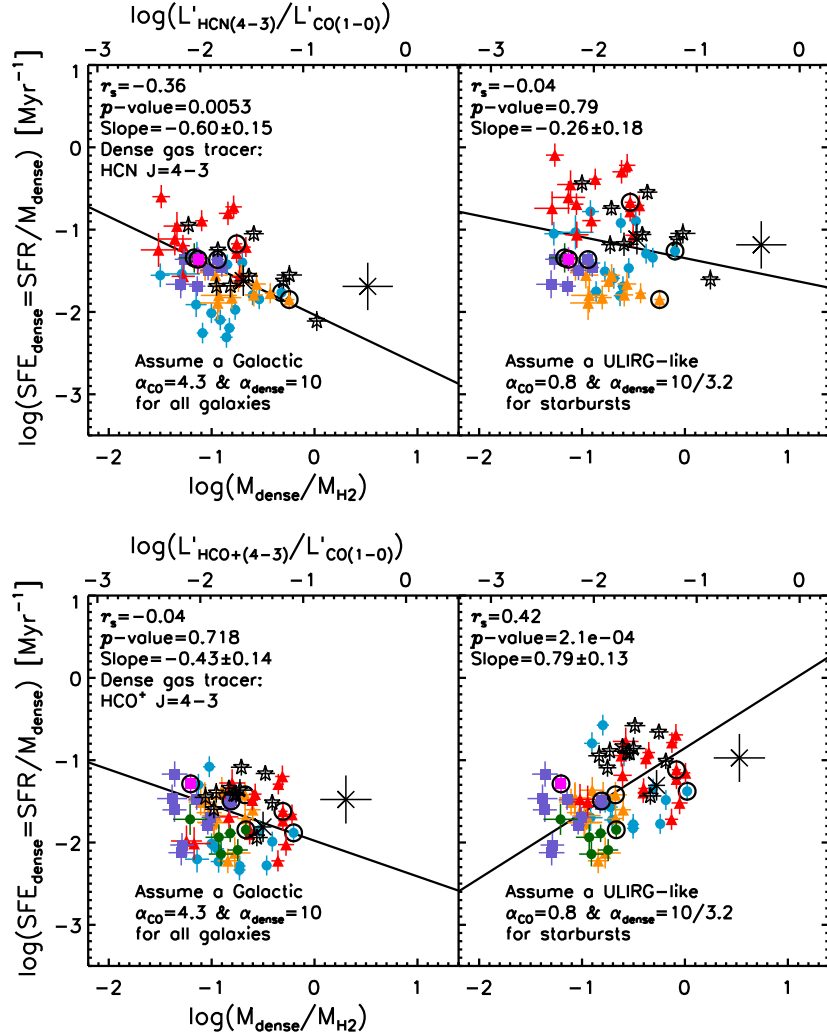 log(L'HCN(4−3)/L'CO(1−0))
−3 −2 −1 0 −3 −2 −1 0
1
0
−1
−2
−3
log(SFEdense=SFR/Mdense) [Myr⁻¹]
rs=−0.36
p−value=0.0053
Slope=−0.60±0.15
Dense gas tracer:
HCN J=4−3
Assume a Galactic
αCO=4.3 & αdense=10
for all galaxies
rs=−0.04
p−value=0.79
Slope=−0.26±0.18
Assume a ULIRG−like
αCO=0.8 & αdense=10/3.2
for starbursts
−2 −1 0 1 −2 −1 0 1
log(Mdense/MH2)
log(L'HCO+(4−3)/L'CO(1−0))
−3 −2 −1 0 −3 −2 −1 0
1
0
−1
−2
−3
log(SFEdense=SFR/Mdense) [Myr⁻¹]
rs=−0.04
p−value=0.718
Slope=−0.43±0.14
Dense gas tracer:
HCO⁺ J=4−3
Assume a Galactic
αCO=4.3 & αdense=10
for all galaxies
rs=0.42
p−value=2.1e−04
Slope=0.79±0.13
Assume a ULIRG−like
αCO=0.8 & αdense=10/3.2
for starbursts
−2 −1 0 1 −2 −1 0 1
log(Mdense/MH2)